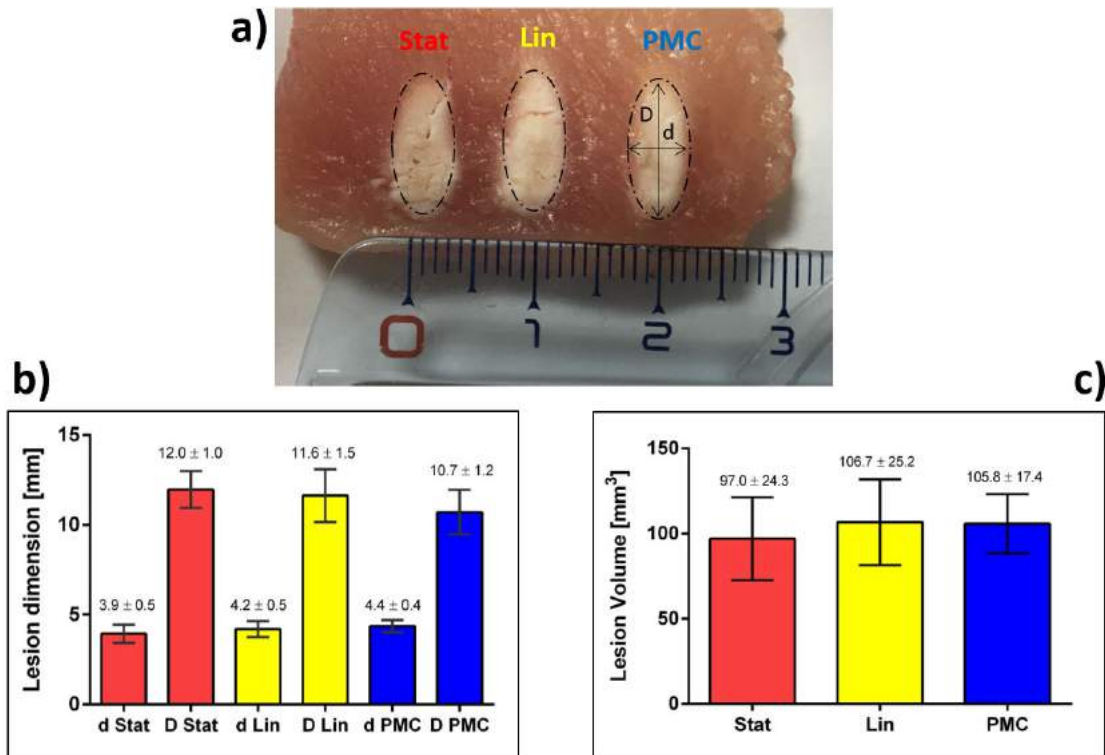 a)
Stat Lin PMC
D
d
0 1 2 3
b)
Lesion dimension [mm]
15
10
5
0
3.9 ± 0.5
12.0 ± 1.0
4.2 ± 0.5
11.6 ± 1.5
4.4 ± 0.4
10.7 ± 1.2
d Stat D Stat d Lin D Lin d PMC D PMC
c)
Lesion Volume [mm³]
150
100
50
0
97.0 ± 24.3
106.7 ± 25.2
105.8 ± 17.4
Stat Lin PMC